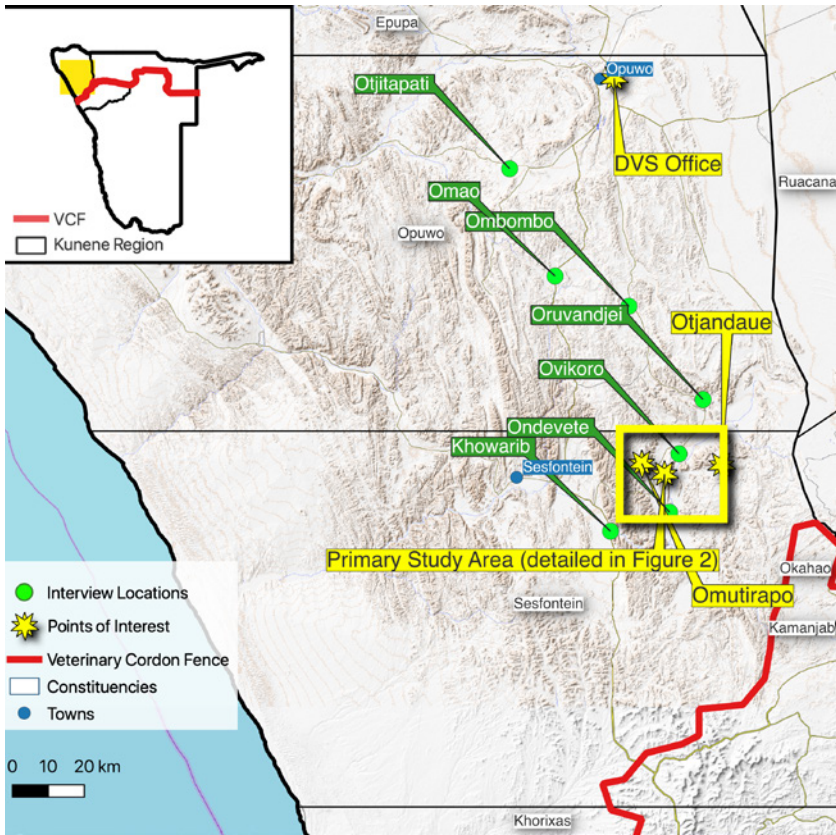 Epupa
Opuwo
Otjitapati
DVS Office
Ruacana
Omao
Ombombo
Opuwo
VCF
Kunene Region
Oruvandjei
Otjandaue
Ovikoro
Ondevete
Khowarib
Sesfontein
Primary Study Area (detailed in Figure 2)
Omutirapo
Okahao
Sesfontein
Kamanjab
Interview Locations
Points of Interest
Veterinary Cordon Fence
Constituencies
Towns
0 10 20 km
Khorixas